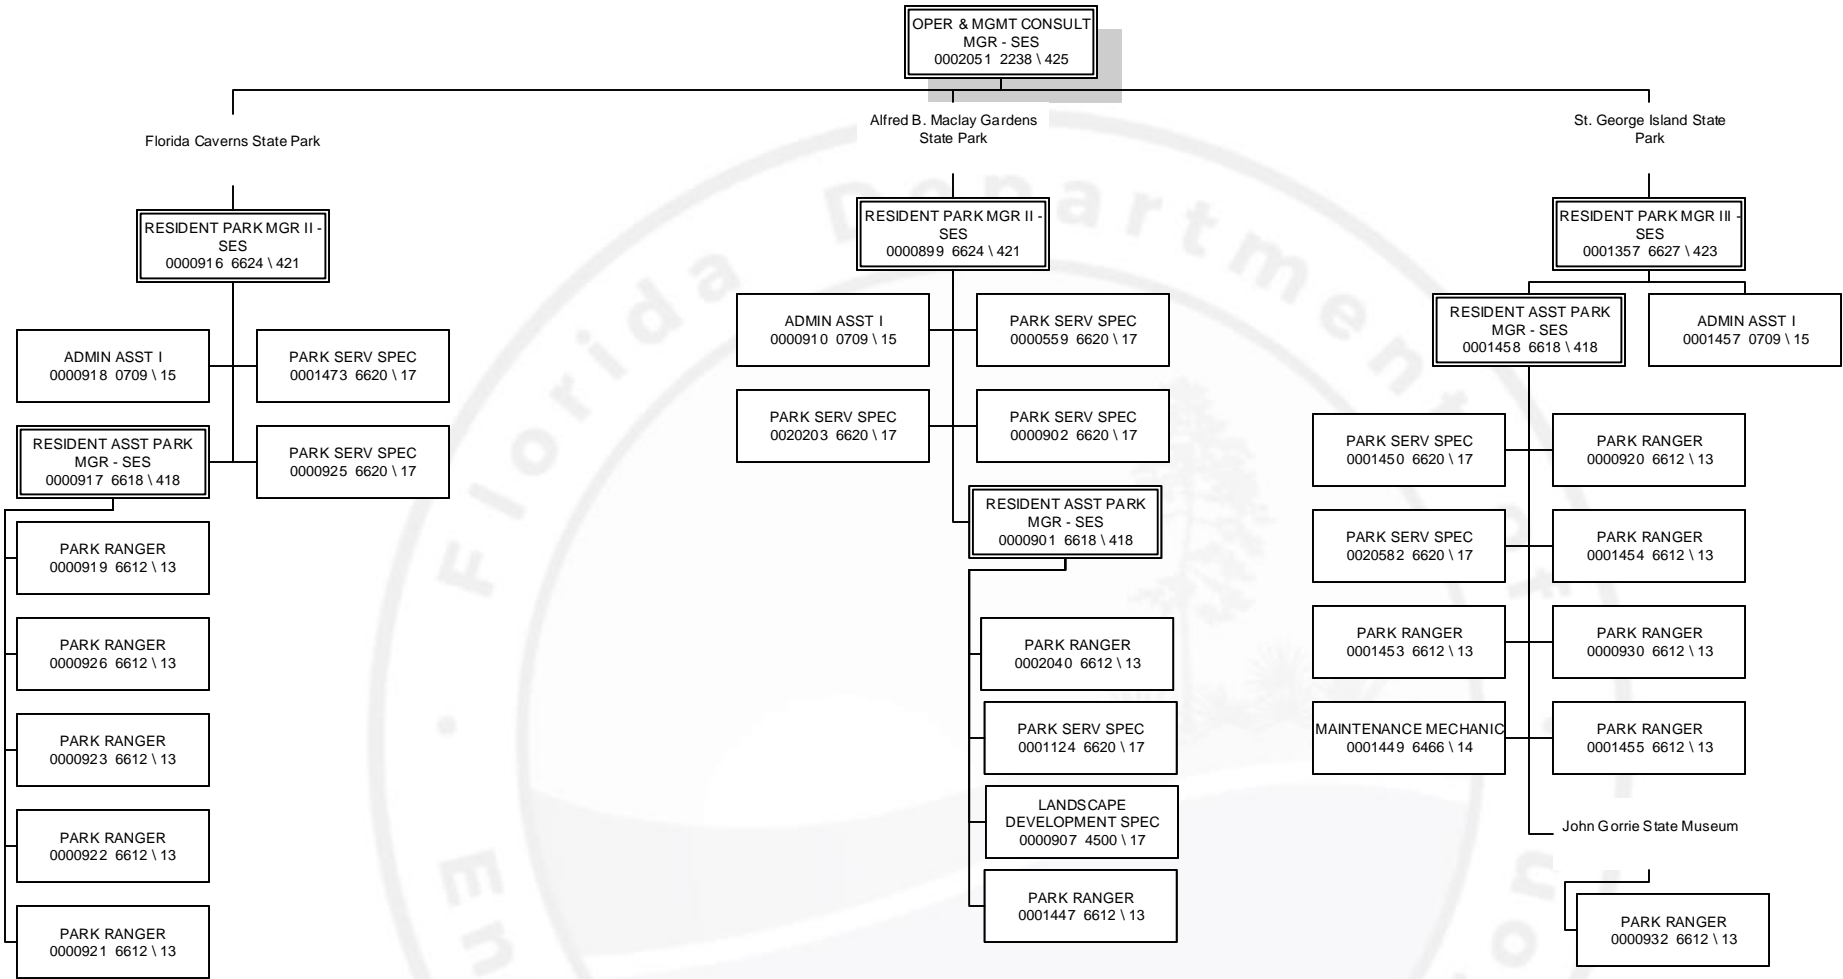 OPER & MGMT CONSULT
MGR - SES
0002051 2238 \ 425
Florida Caverns State Park
RESIDENT PARK MGR II -
SES
0000916 6624 \ 421
ADMIN ASST I
0000918 0709 \ 15
PARK SERV SPEC
0001473 6620 \ 17
RESIDENT ASST PARK
MGR - SES
0000917 6618 \ 418
PARK SERV SPEC
0000925 6620 \ 17
PARK RANGER
0000919 6612 \ 13
PARK RANGER
0000926 6612 \ 13
PARK RANGER
0000923 6612 \ 13
PARK RANGER
0000922 6612 \ 13
PARK RANGER
0000921 6612 \ 13
Alfred B. Maclay Gardens
State Park
RESIDENT PARK MGR II -
SES
0000899 6624 \ 421
ADMIN ASST I
0000910 0709 \ 15
PARK SERV SPEC
0000559 6620 \ 17
PARK SERV SPEC
0020203 6620 \ 17
PARK SERV SPEC
0000902 6620 \ 17
RESIDENT ASST PARK
MGR - SES
0000901 6618 \ 418
PARK RANGER
0002040 6612 \ 13
PARK SERV SPEC
0001124 6620 \ 17
LANDSCAPE
DEVELOPMENT SPEC
0000907 4500 \ 17
PARK RANGER
0001447 6612 \ 13
St. George Island State
Park
RESIDENT PARK MGR III -
SES
0001357 6627 \ 423
RESIDENT ASST PARK
MGR - SES
0001458 6618 \ 418
ADMIN ASST I
0001457 0709 \ 15
PARK SERV SPEC
0001450 6620 \ 17
PARK RANGER
0000920 6612 \ 13
PARK SERV SPEC
0020582 6620 \ 17
PARK RANGER
0001454 6612 \ 13
PARK RANGER
0001453 6612 \ 13
PARK RANGER
0000930 6612 \ 13
MAINTENANCE MECHANIC
0001449 6466 \ 14
PARK RANGER
0001455 6612 \ 13
John Gorrie State Museum
PARK RANGER
0000932 6612 \ 13
Florida Department of